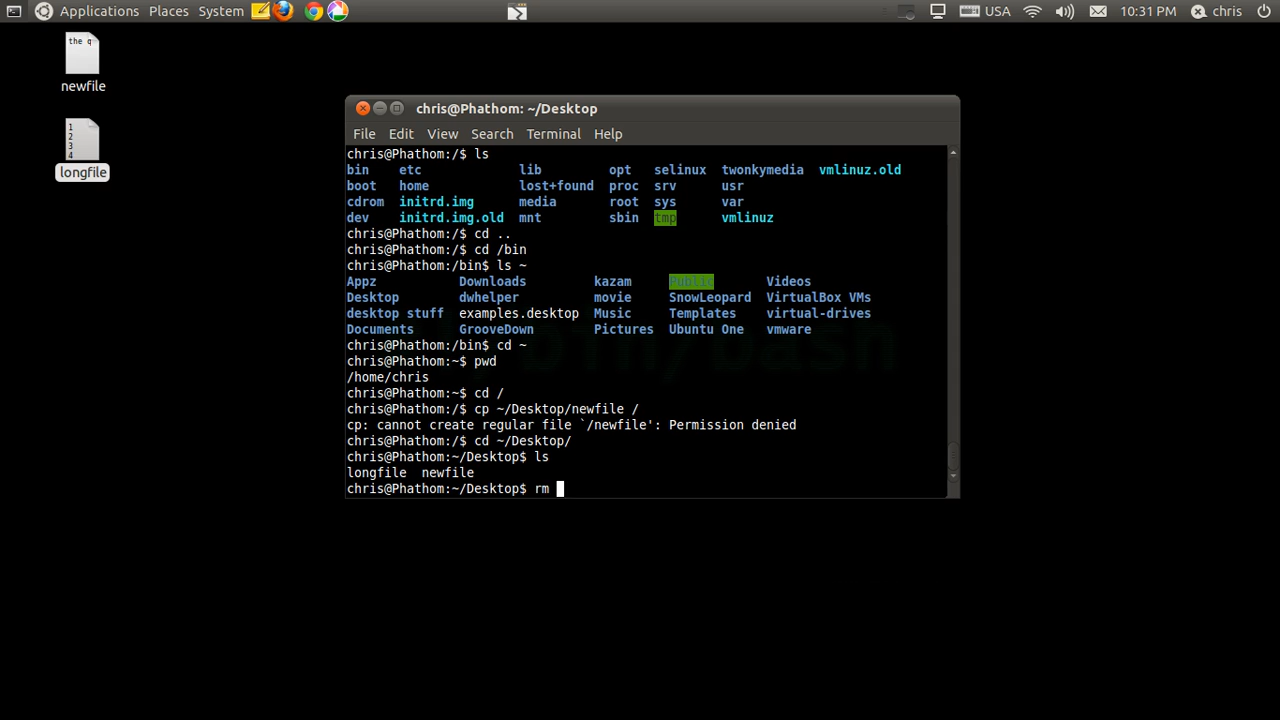 Applications Places System USA 10:31 PM chris
the q
newfile
1
2
3
4
longfile
chris@Phathom: ~/Desktop
File Edit View Search Terminal Help
chris@Phathom:/$ ls
bin etc lib opt selinux twonkymedia vmlinuz.old
boot home lost+found proc srv usr
cdrom initrd.img media root sys var
dev initrd.img.old mnt sbin tmp vmlinuz
chris@Phathom:/$ cd ..
chris@Phathom:/$ cd /bin
chris@Phathom:/bin$ ls ~
Appz Downloads kazam Public Videos
Desktop dwhelper movie SnowLeopard VirtualBox VMs
desktop stuff examples.desktop Music Templates virtual-drives
Documents GrooveDown Pictures Ubuntu One vmware
chris@Phathom:/bin$ cd ~
chris@Phathom:~$ pwd
/home/chris
chris@Phathom:~$ cd /
chris@Phathom:/$ cp ~/Desktop/newfile /
cp: cannot create regular file `/newfile': Permission denied
chris@Phathom:/$ cd ~/Desktop/
chris@Phathom:~/Desktop$ ls
longfile newfile
chris@Phathom:~/Desktop$ rm